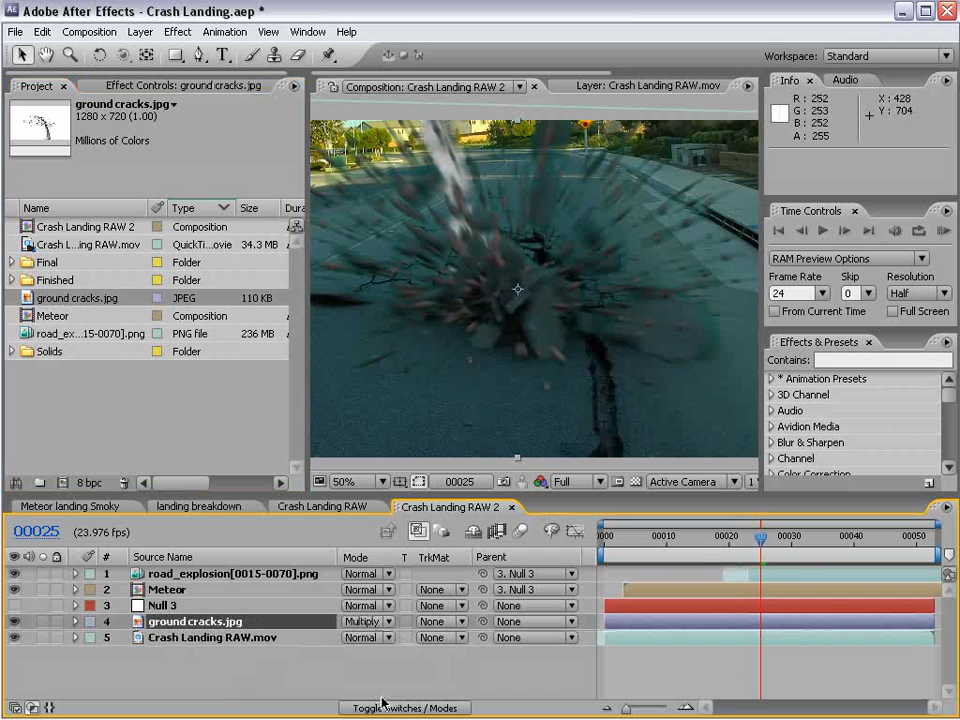 Adobe After Effects - Crash Landing.aep *
File Edit Composition Layer Effect Animation View Window Help
Workspace: Standard
Project Effect Controls: ground cracks.jpg
ground cracks.jpg
1280 x 720 (1.00)
Millions of Colors
Name Type Size Dura
Crash Landing RAW 2 Composition
Crash L...ing RAW.mov QuickTi...ovie 34.3 MB
Final Folder
Finished Folder
ground cracks.jpg JPEG 110 KB
Meteor Composition
road_ex...15-0070].png PNG file 236 MB
Solids Folder
8 bpc
Composition: Crash Landing RAW 2 Layer: Crash Landing RAW.mov
50% 00025 Full Active Camera 1
Info Audio
R: 252 X: 428
G: 253 Y: 704
B: 252
A: 255
Time Controls
RAM Preview Options
Frame Rate Skip Resolution
24 0 Half
From Current Time Full Screen
Effects & Presets
Contains:
* Animation Presets
3D Channel
Audio
Avidion Media
Blur & Sharpen
Channel
Color Correction
Meteor landing Smoky landing breakdown Crash Landing RAW Crash Landing RAW 2
00025 (23.976 fps)
0000 00010 00020 00030 00040 00050
# Source Name Mode T TrkMat Parent
1 road_explosion[0015-0070].png Normal 3. Null 3
2 Meteor Normal None 3. Null 3
3 Null 3 Normal None None
4 ground cracks.jpg Multiply None None
5 Crash Landing RAW.mov Normal None None
Toggle Switches / Modes